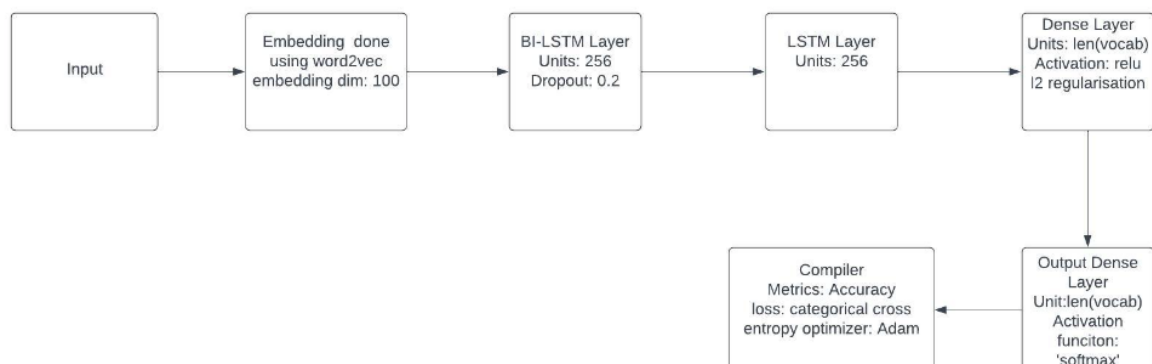 Input
Embedding done
using word2vec
embedding dim: 100
BI-LSTM Layer
Units: 256
Dropout: 0.2
LSTM Layer
Units: 256
Dense Layer
Units: len(vocab)
Activation: relu
l2 regularisation
Output Dense
Layer
Unit:len(vocab)
Activation
funciton:
'softmax'
Compiler
Metrics: Accuracy
loss: categorical cross
entropy optimizer: Adam